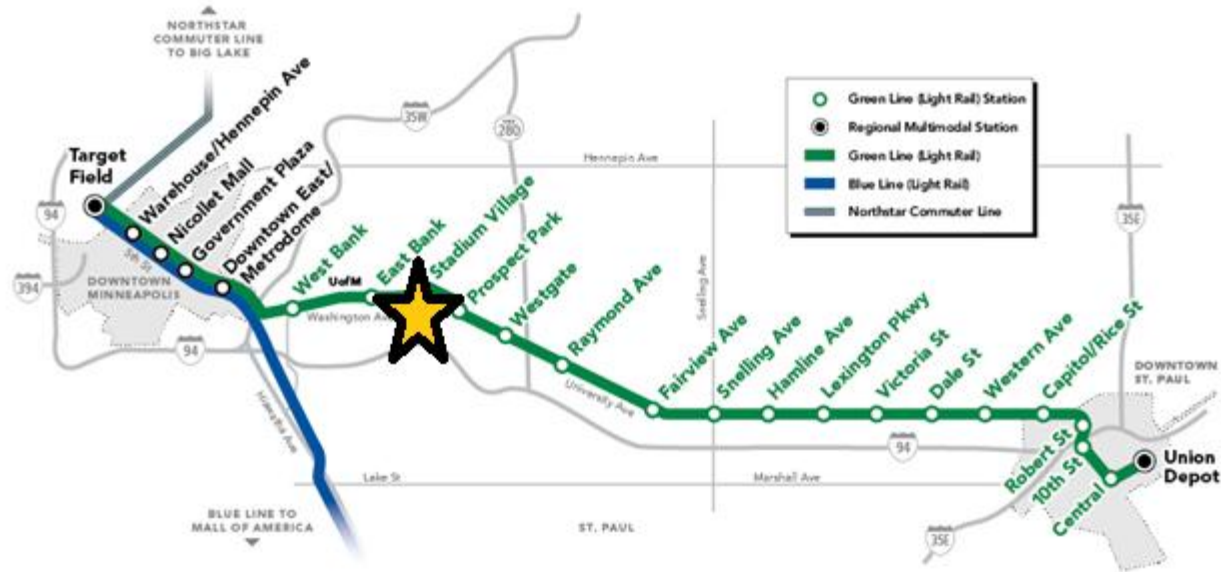 NORTHSTAR
COMMUTER LINE
TO BIG LAKE
Target
Field
Warehouse/Hennepin Ave
Nicollet Mall
Government Plaza
Downtown East/
Metrodome
5th St
DOWNTOWN
MINNEAPOLIS
94
394
94
35W
280
Hennepin Ave
Green Line (Light Rail) Station
Regional Multimodal Station
Green Line (Light Rail)
Blue Line (Light Rail)
Northstar Commuter Line
35E
West Bank
UofM
East Bank
Stadium Village
Washington Ave
Prospect Park
Westgate
Raymond Ave
University Ave
Fairview Ave
Snelling Ave
Snelling Ave
Hamline Ave
Lexington Pkwy
Victoria St
Dale St
Western Ave
Capitol/Rice St
DOWNTOWN
ST. PAUL
Robert St
10th St
Central
Union
Depot
94
Hiawatha Ave
Lake St
Marshall Ave
BLUE LINE TO
MALL OF AMERICA
ST. PAUL
35E